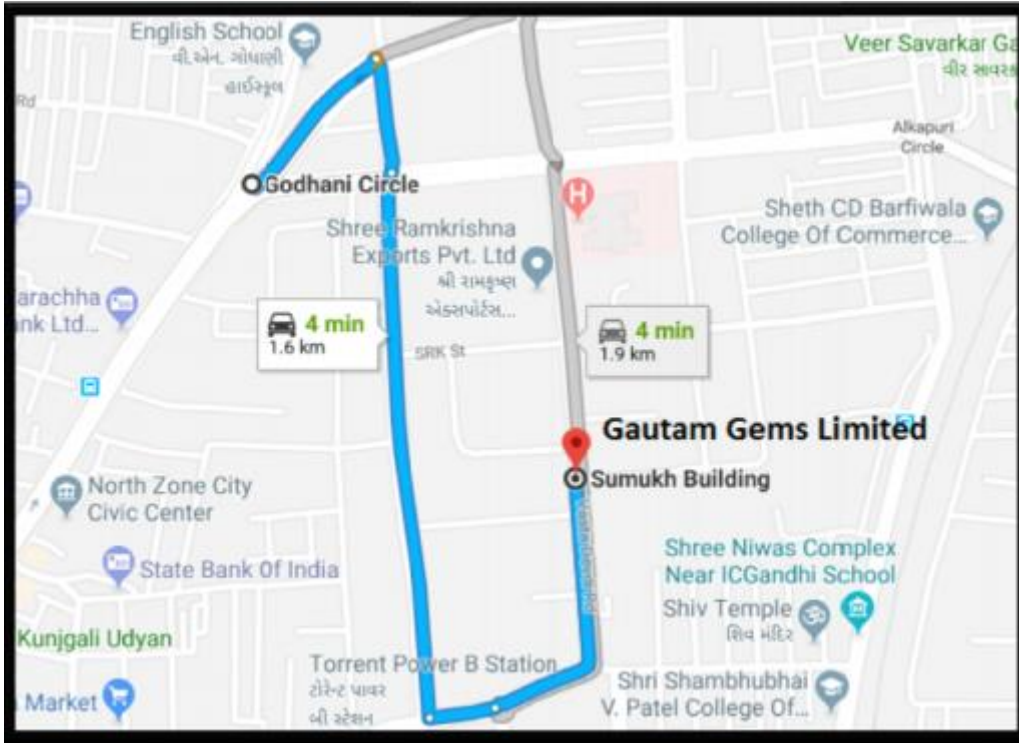 English School
વી.એન. ગોધાણી
હાઈસ્કૂલ
Veer Savarkar Ga
વીર સાવરક
Rd
Alkapuri
Circle
Godhani Circle
H
Sheth CD Barfiwala
College Of Commerce...
Shree Ramkrishna
Exports Pvt. Ltd
શ્રી રામકૃષ્ણ
એક્સપોર્ટસ...
arachha
nk Ltd...
4 min
1.6 km
4 min
1.9 km
SRK St
Gautam Gems Limited
Sumukh Building
North Zone City
Civic Center
State Bank Of India
Shree Niwas Complex
Near ICGandhi School
Shiv Temple
શિવ મંદિર
Kunjgali Udyan
Torrent Power B Station
ટોરેન્ટ પાવર
બી સ્ટેશન
Market
Shri Shambhubhai
V. Patel College Of...